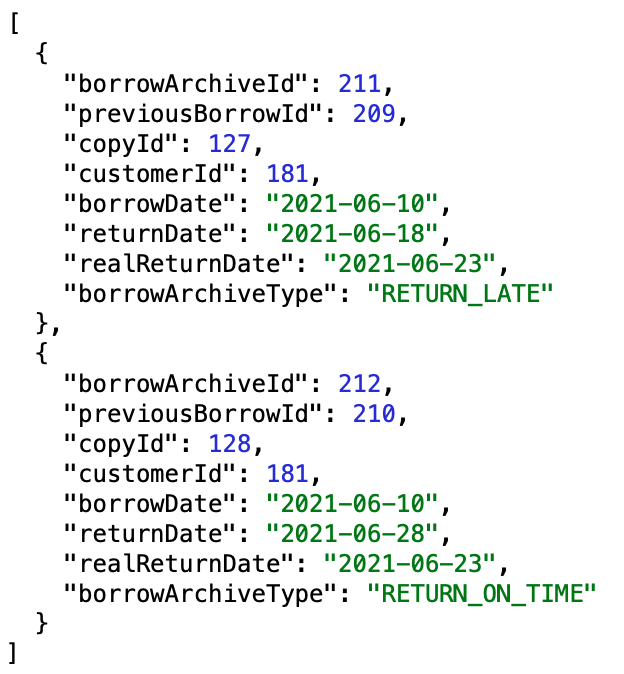 [
  {
    "borrowArchiveId": 211,
    "previousBorrowId": 209,
    "copyId": 127,
    "customerId": 181,
    "borrowDate": "2021-06-10",
    "returnDate": "2021-06-18",
    "realReturnDate": "2021-06-23",
    "borrowArchiveType": "RETURN_LATE"
  },
  {
    "borrowArchiveId": 212,
    "previousBorrowId": 210,
    "copyId": 128,
    "customerId": 181,
    "borrowDate": "2021-06-10",
    "returnDate": "2021-06-28",
    "realReturnDate": "2021-06-23",
    "borrowArchiveType": "RETURN_ON_TIME"
  }
]